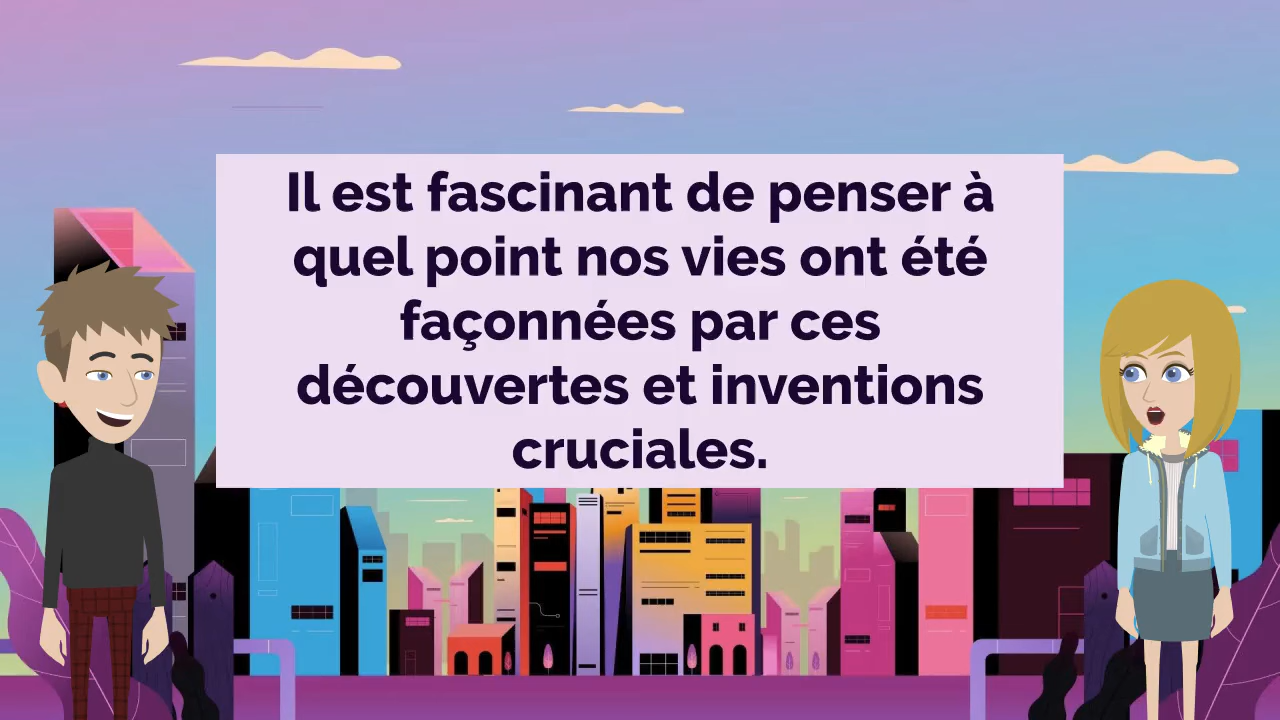 Il est fascinant de penser à
quel point nos vies ont été
façonnées par ces
découvertes et inventions
cruciales.